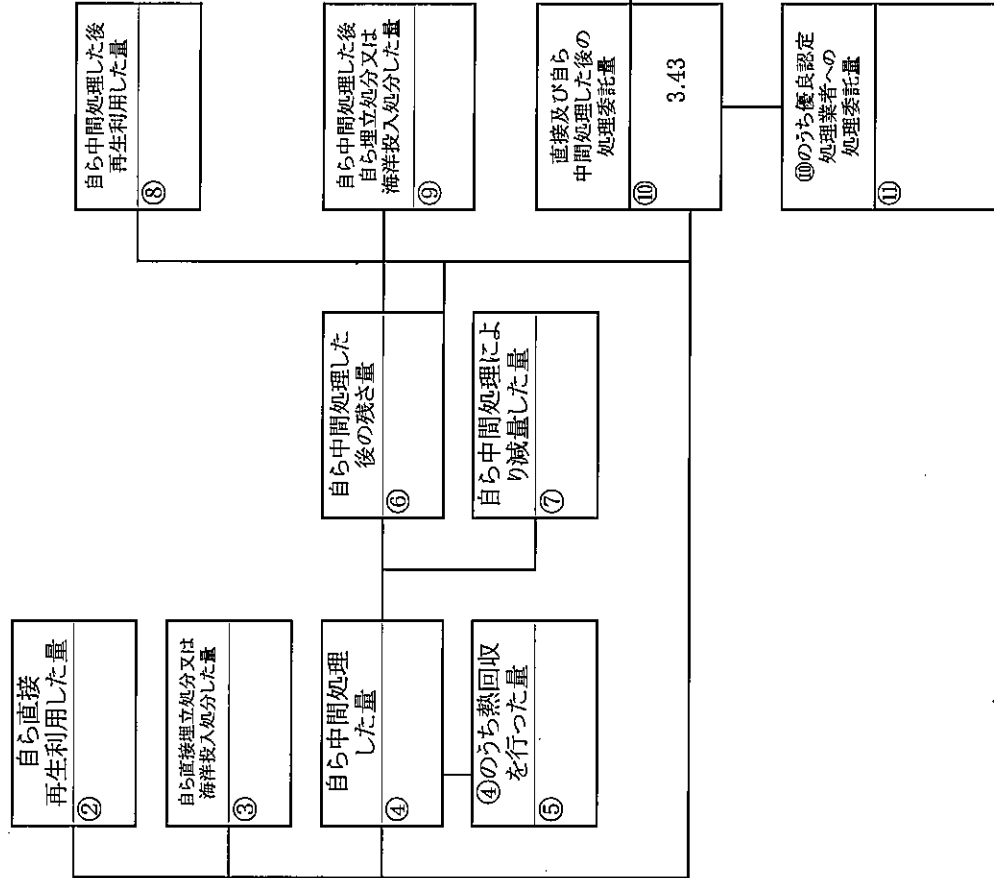 自ら直接
再生利用した量
②
自ら直接埋立処分又は
海洋投入処分した量
③
自ら中間処理
した量
④
④のうち熱回収
を行った量
⑤
自ら中間処理した
後の残さ量
⑥
自ら中間処理によ
り減量した量
⑦
自ら中間処理した後
再生利用した量
⑧
自ら中間処理した後
自ら埋立処分又は
海洋投入処分した量
⑨
直接及び自ら
中間処理した後の
処理委託量
⑩
3.43
⑩のうち優良認定
処理業者への
処理委託量
⑪